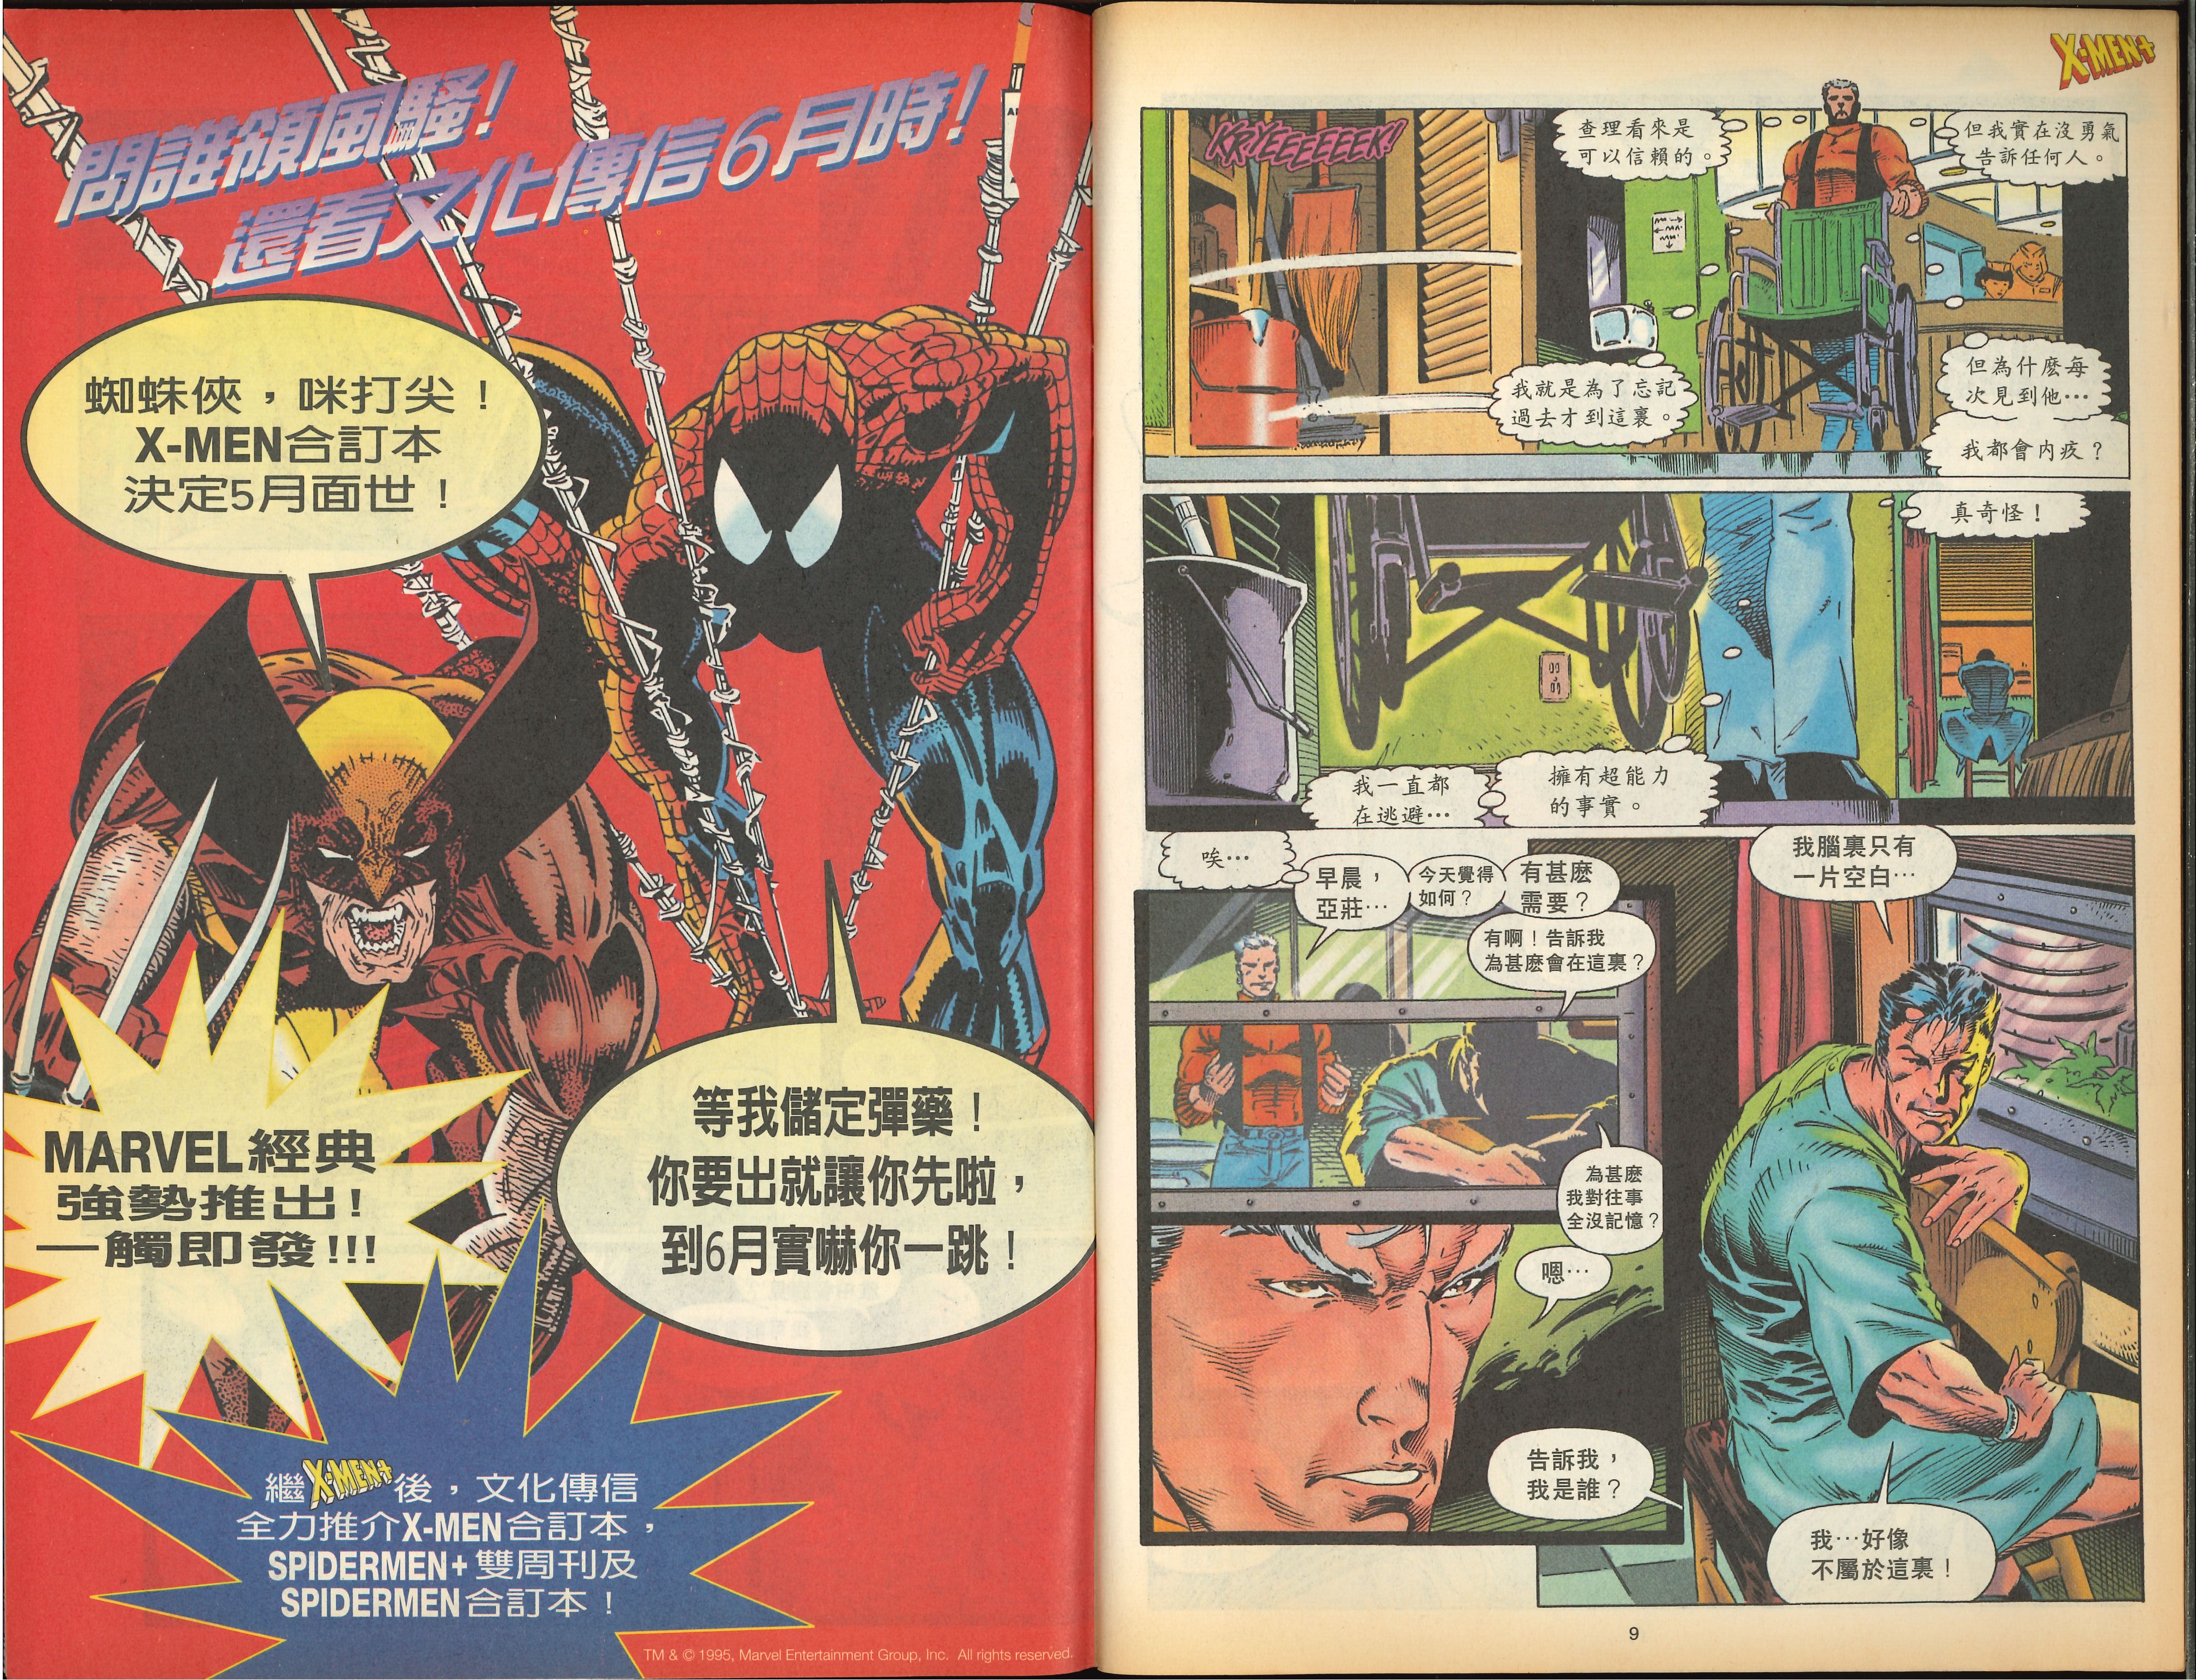 問誰領風騷!
還看文化傳信6月時!
蜘蛛俠，咪打尖！
X-MEN合訂本
決定5月面世！
等我儲定彈藥！
你要出就讓你先啦，
到6月實嚇你一跳！
MARVEL經典
強勢推出！
一觸即發!!!
繼X-MEN+後，文化傳信
全力推介X-MEN合訂本，
SPIDERMEN+雙周刊及
SPIDERMEN合訂本！
TM & © 1995, Marvel Entertainment Group, Inc. All rights reserved.
X-MEN+
KRYEEEEEEEK!
查理看來是
可以信賴的。
但我實在沒勇氣
告訴任何人。
我就是為了忘記
過去才到這裏。
但為什麼每
次見到他…
我都會内疚？
真奇怪！
我一直都
在逃避…
擁有超能力
的事實。
唉…
早晨，
亞莊…
今天覺得
如何？
有甚麽
需要？
有啊！告訴我
為甚麽會在這裏？
為甚麽
我對往事
全沒記憶？
我腦裏只有
一片空白…
嗯…
告訴我，
我是誰？
我…好像
不屬於這裏！
9